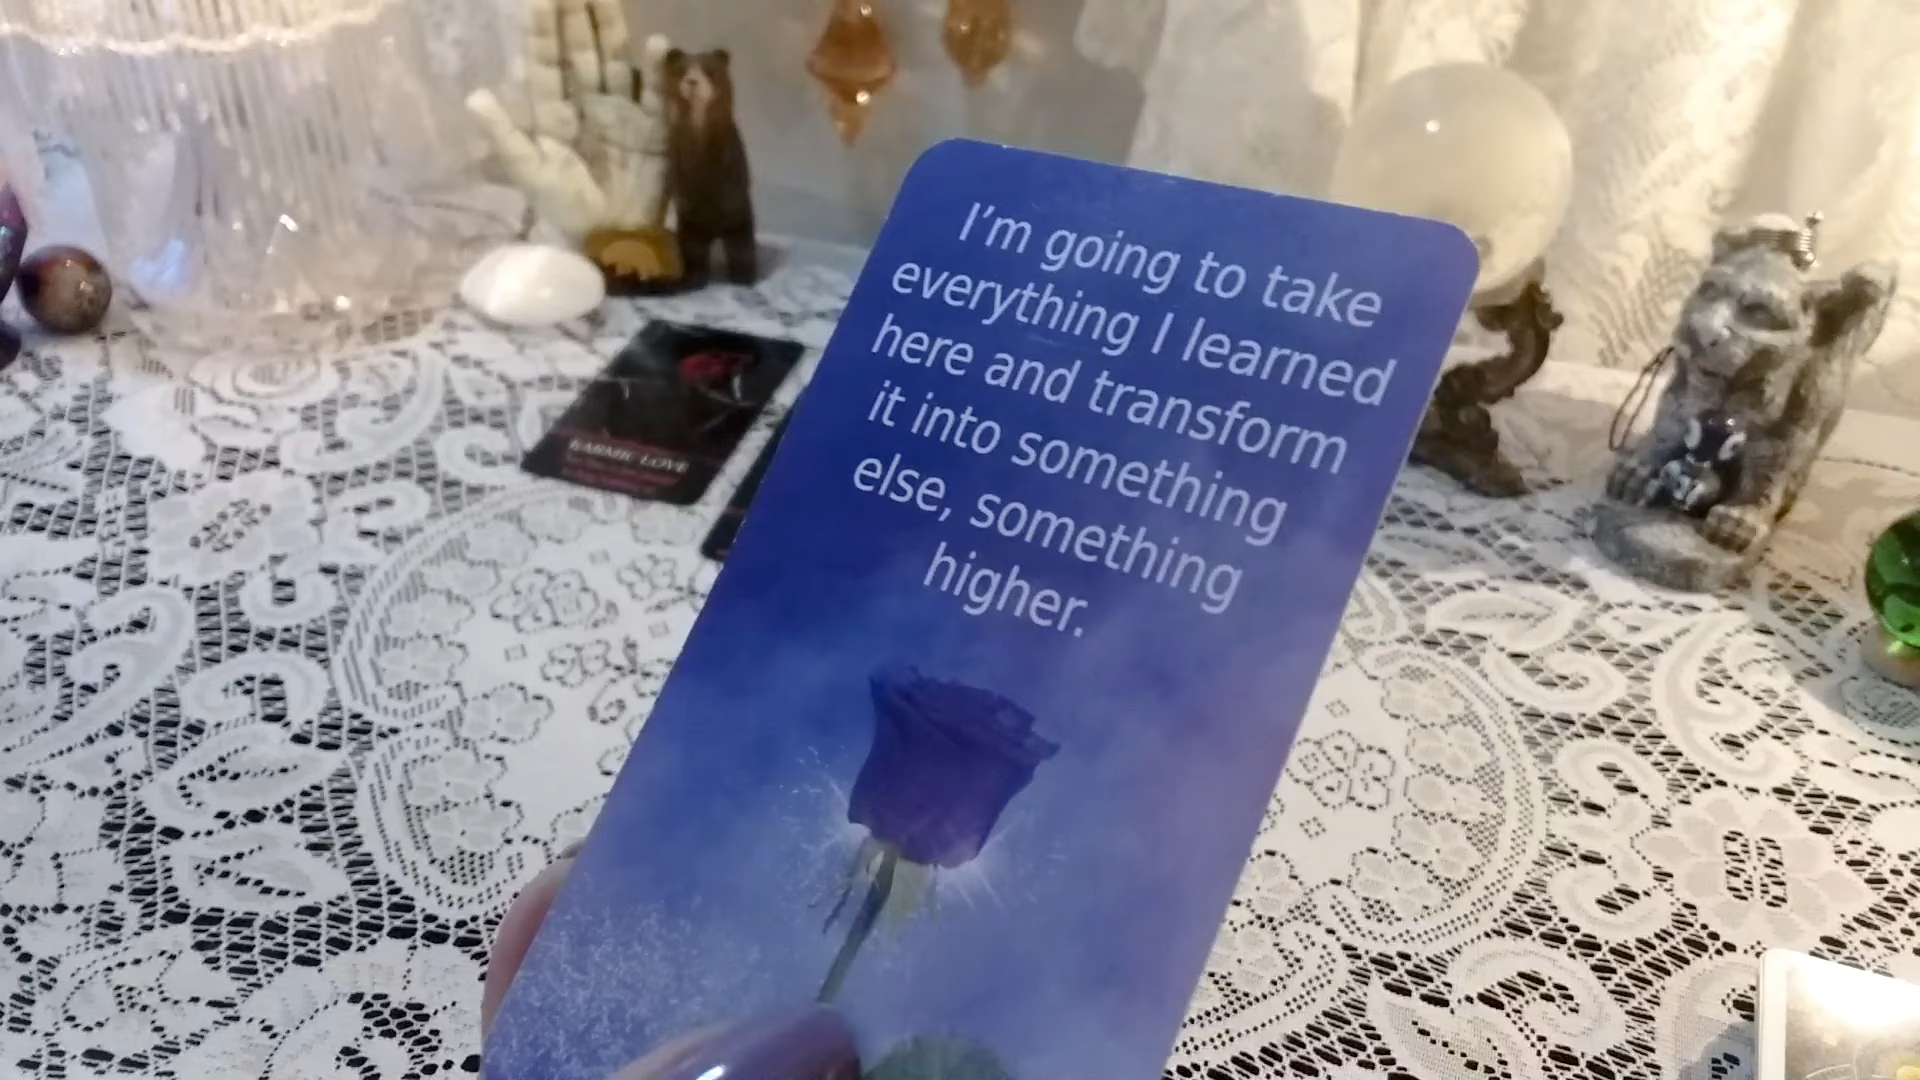 I'm going to take
everything I learned
here and transform
it into something
else, something
higher.
KARMIC LOVE